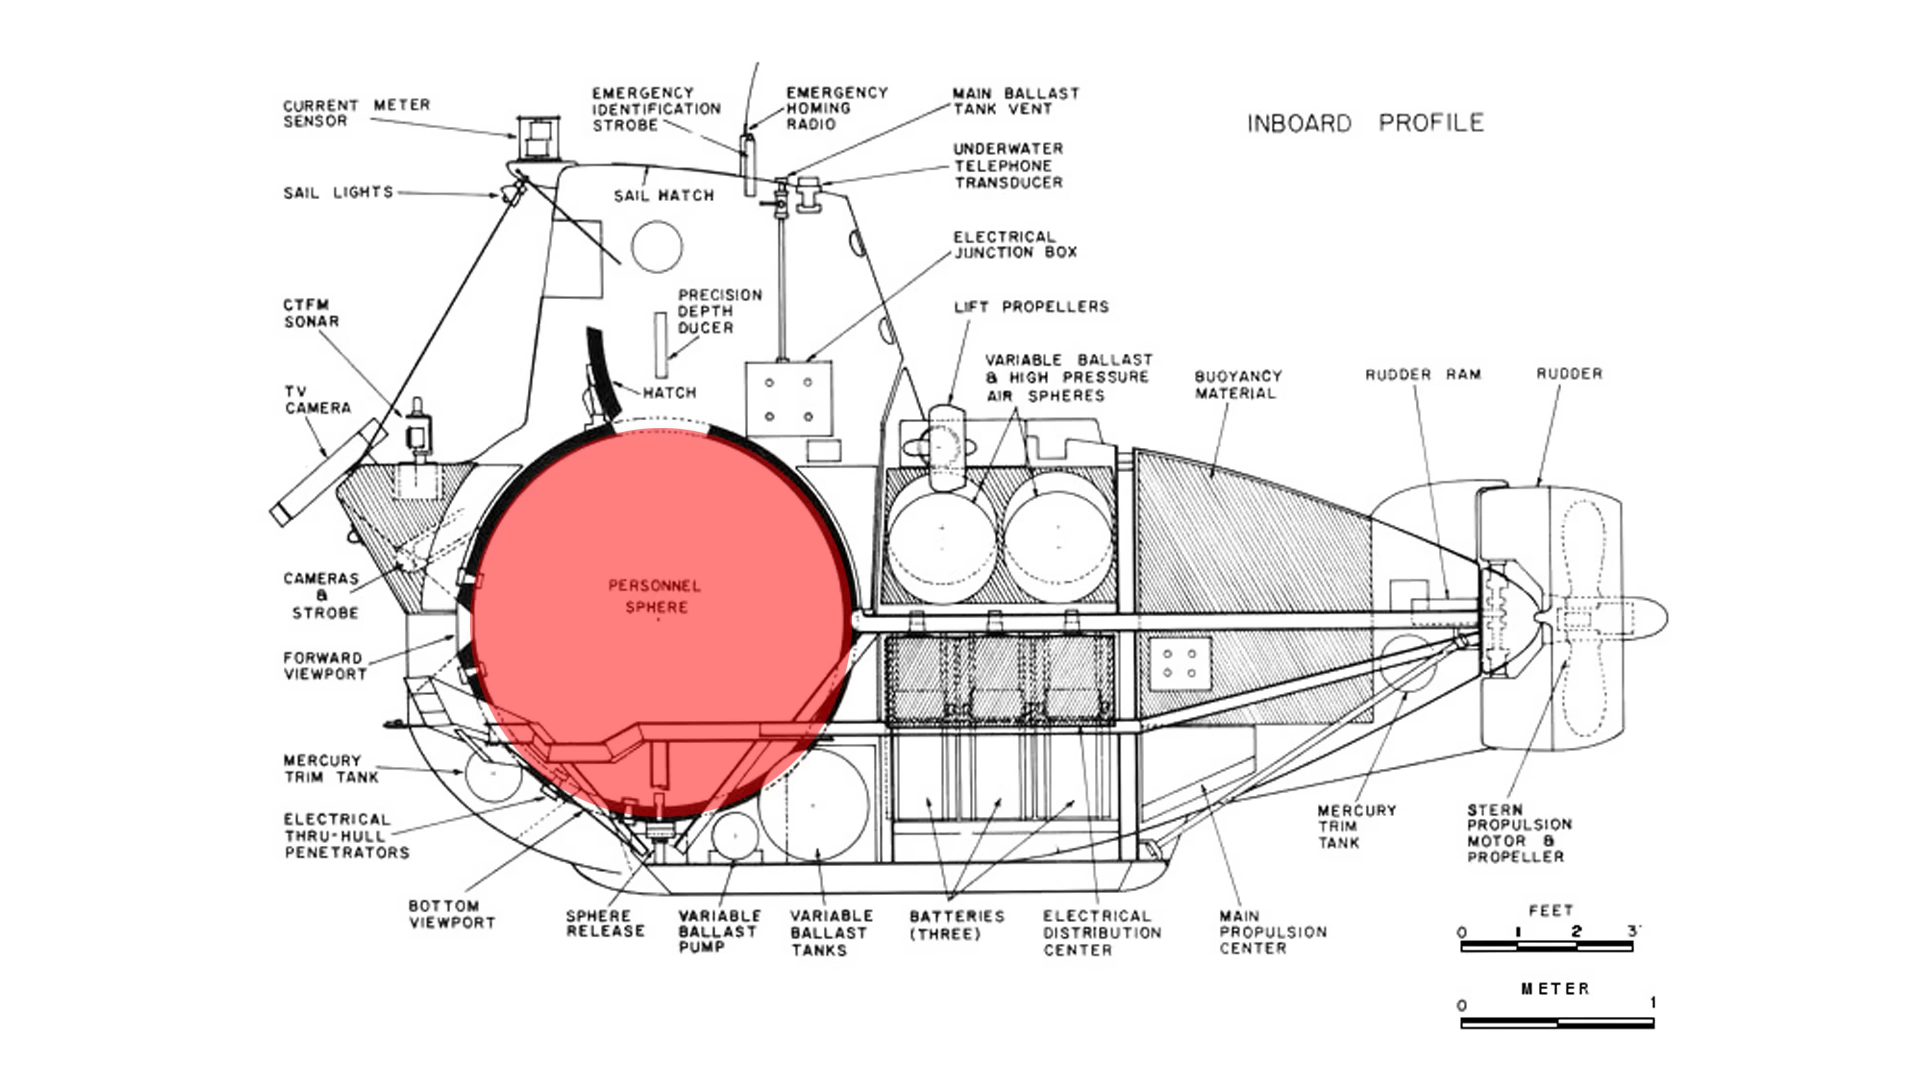 INBOARD PROFILE
CURRENT METER
SENSOR
EMERGENCY
IDENTIFICATION
STROBE
EMERGENCY
HOMING
RADIO
MAIN BALLAST
TANK VENT
UNDERWATER
TELEPHONE
TRANSDUCER
SAIL LIGHTS
SAIL HATCH
ELECTRICAL
JUNCTION BOX
CTFM
SONAR
PRECISION
DEPTH
DUCER
LIFT PROPELLERS
VARIABLE BALLAST
& HIGH PRESSURE
AIR SPHERES
BUOYANCY
MATERIAL
RUDDER RAM
RUDDER
TV
CAMERA
HATCH
CAMERAS
&
STROBE
PERSONNEL
SPHERE
FORWARD
VIEWPORT
MERCURY
TRIM TANK
ELECTRICAL
THRU-HULL
PENETRATORS
BOTTOM
VIEWPORT
SPHERE
RELEASE
VARIABLE
BALLAST
PUMP
VARIABLE
BALLAST
TANKS
BATTERIES
(THREE)
ELECTRICAL
DISTRIBUTION
CENTER
MAIN
PROPULSION
CENTER
MERCURY
TRIM
TANK
STERN
PROPULSION
MOTOR &
PROPELLER
FEET
0 1 2 3'
METER
0 1